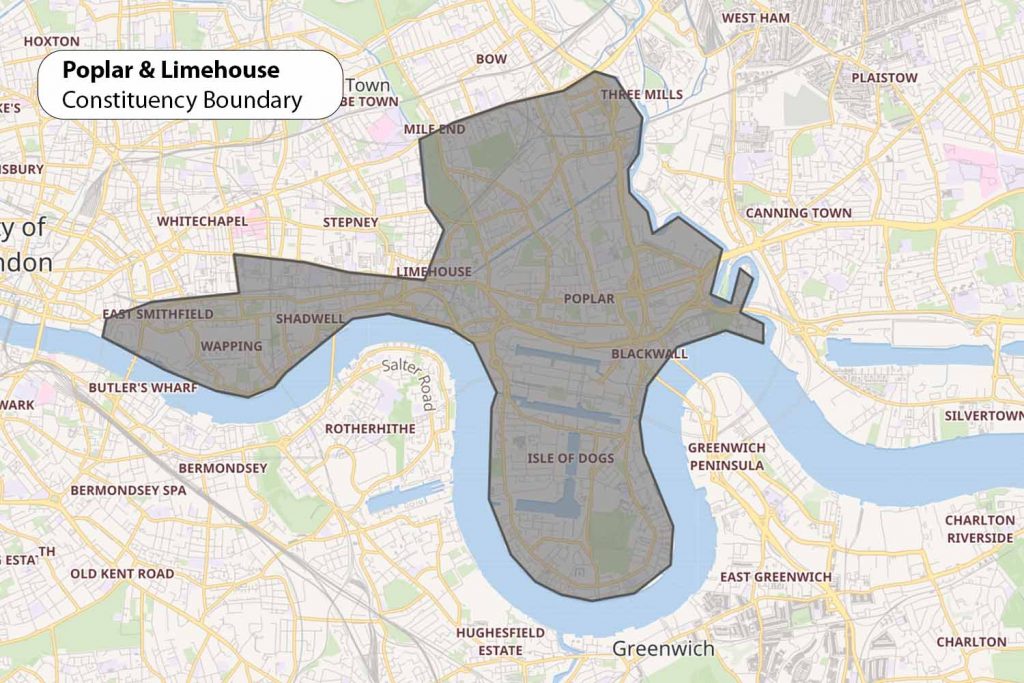 WEST HAM
HOXTON
BOW
Poplar & Limehouse
PLAISTOW
Town
THREE MILLS
Constituency Boundary
BE TOWN
KE'S
MILE END
NSBURY
CANNING TOWN
WHITECHAPEL
STEPNEY
ty of
ndon
LIMEHOUSE
POPLAR
EAST SMITHFIELD
SHADWELL
WAPPING
BLACKWALL
Salter Road
BUTLER'S WHARF
WARK
SILVERTOWN
ROTHERHITHE
GREENWICH
PENINSULA
ISLE OF DOGS
BERMONDSEY
BERMONDSEY SPA
CHARLTON
RIVERSIDE
TH
ESTA
OLD KENT ROAD
EAST GREENWICH
HUGHESFIELD
ESTATE
Greenwich
CHARLTON